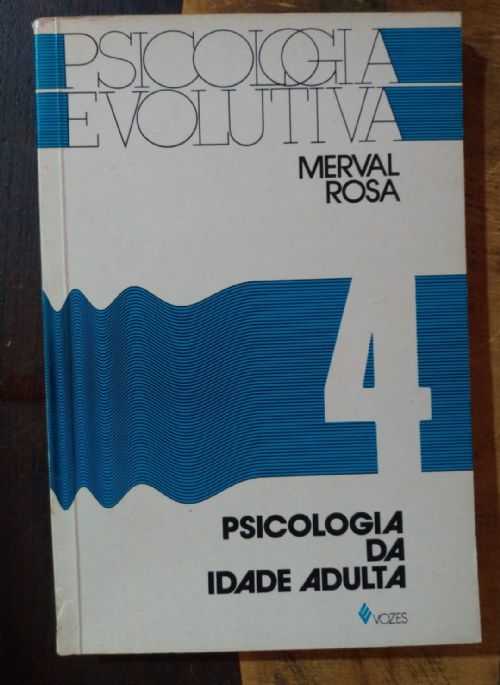 PSICOLOGIA
EVOLUTIVA
MERVAL
ROSA
4
PSICOLOGIA
DA
IDADE ADULTA
VOZES